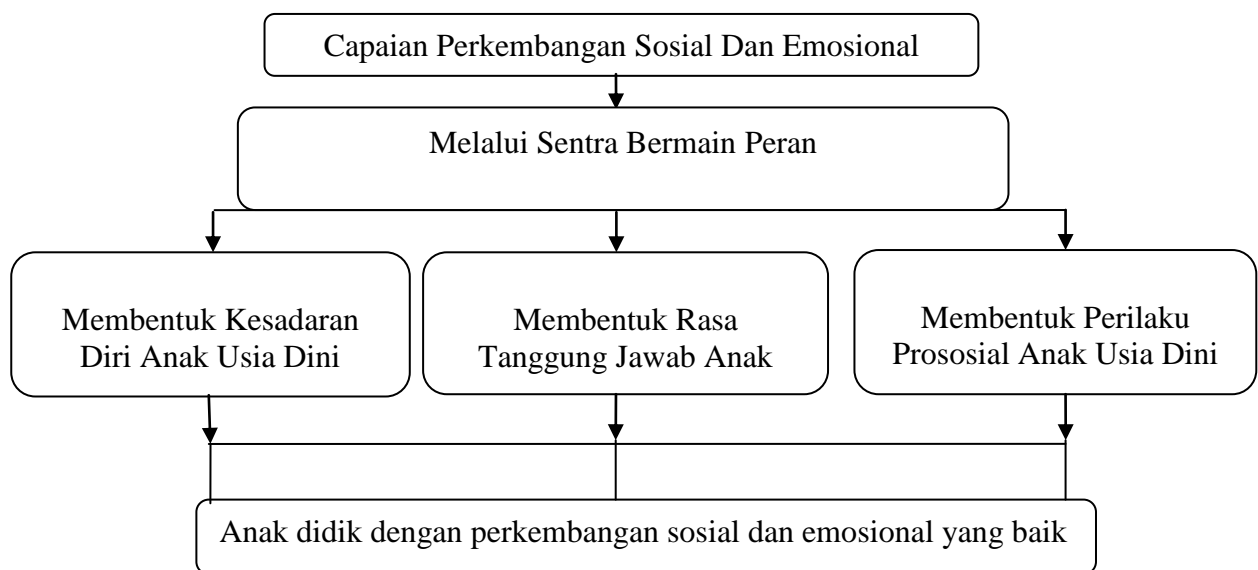 Capaian Perkembangan Sosial Dan Emosional
Melalui Sentra Bermain Peran
Membentuk Kesadaran
Diri Anak Usia Dini
Membentuk Rasa
Tanggung Jawab Anak
Membentuk Perilaku
Prososial Anak Usia Dini
Anak didik dengan perkembangan sosial dan emosional yang baik